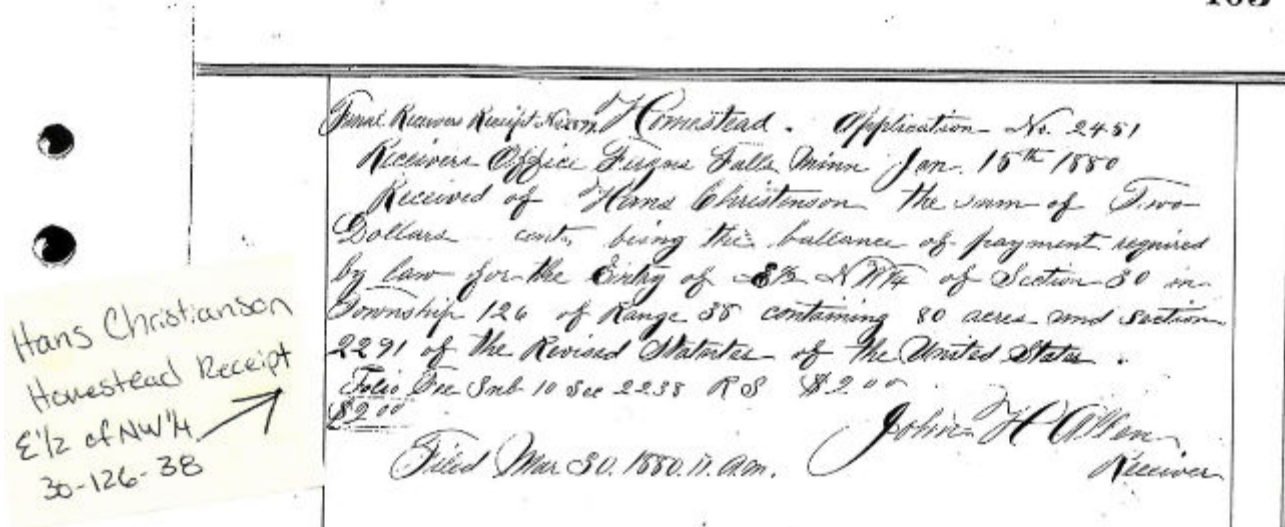 Final Receivers Receipt No. Homestead. Application No. 2451
Receivers Office Fergus Falls Minn Jan. 15th 1880
Received of Hans Christenson the sum of Two
Dollars cents, being the ballance of payment required
by law for the Entry of E½ NW¼ of Section 30 in
Township 126 of Range 38 containing 80 acres and Section
2291 of the Revised Statutes of the United States.
Folio Fee Sub 10 Sec 2238 R S $2.00
$2.00
John H Allen
Receiver
Filed Mar 30. 1880. 11. am.
Hans Christianson
Homestead Receipt
E 1/2 of NW 1/4
30-126-38